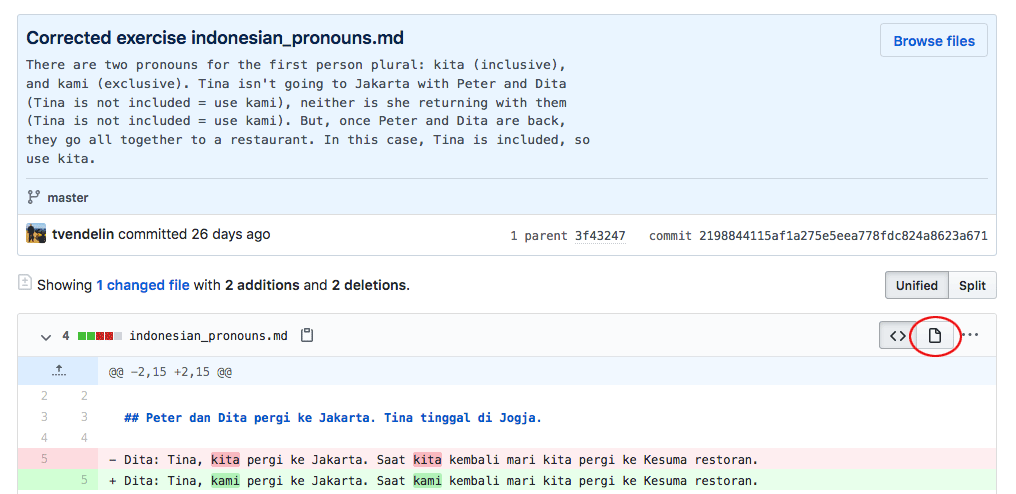 Corrected exercise indonesian_pronouns.md
Browse files
There are two pronouns for the first person plural: kita (inclusive),
and kami (exclusive). Tina isn't going to Jakarta with Peter and Dita
(Tina is not included = use kami), neither is she returning with them
(Tina is not included = use kami). But, once Peter and Dita are back,
they go all together to a restaurant. In this case, Tina is included, so
use kita.
master
tvendelin committed 26 days ago
1 parent 3f43247 commit 2198844115af1a275e5eea778fdc824a8623a671
Showing 1 changed file with 2 additions and 2 deletions.
Unified Split
4 indonesian_pronouns.md
@@ -2,15 +2,15 @@
2 2
3 3 ## Peter dan Dita pergi ke Jakarta. Tina tinggal di Jogja.
4 4
5 - Dita: Tina, kita pergi ke Jakarta. Saat kita kembali mari kita pergi ke Kesuma restoran.
5 + Dita: Tina, kami pergi ke Jakarta. Saat kami kembali mari kita pergi ke Kesuma restoran.